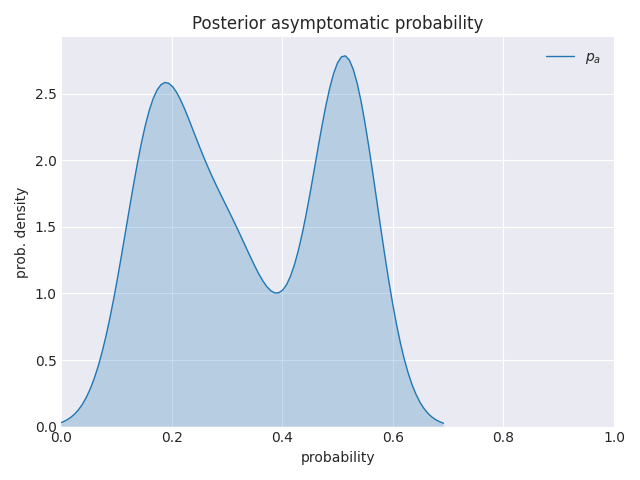 Posterior asymptomatic probability
pₐ
prob. density
2.5
2.0
1.5
1.0
0.5
0.0
0.0 0.2 0.4 0.6 0.8 1.0
probability